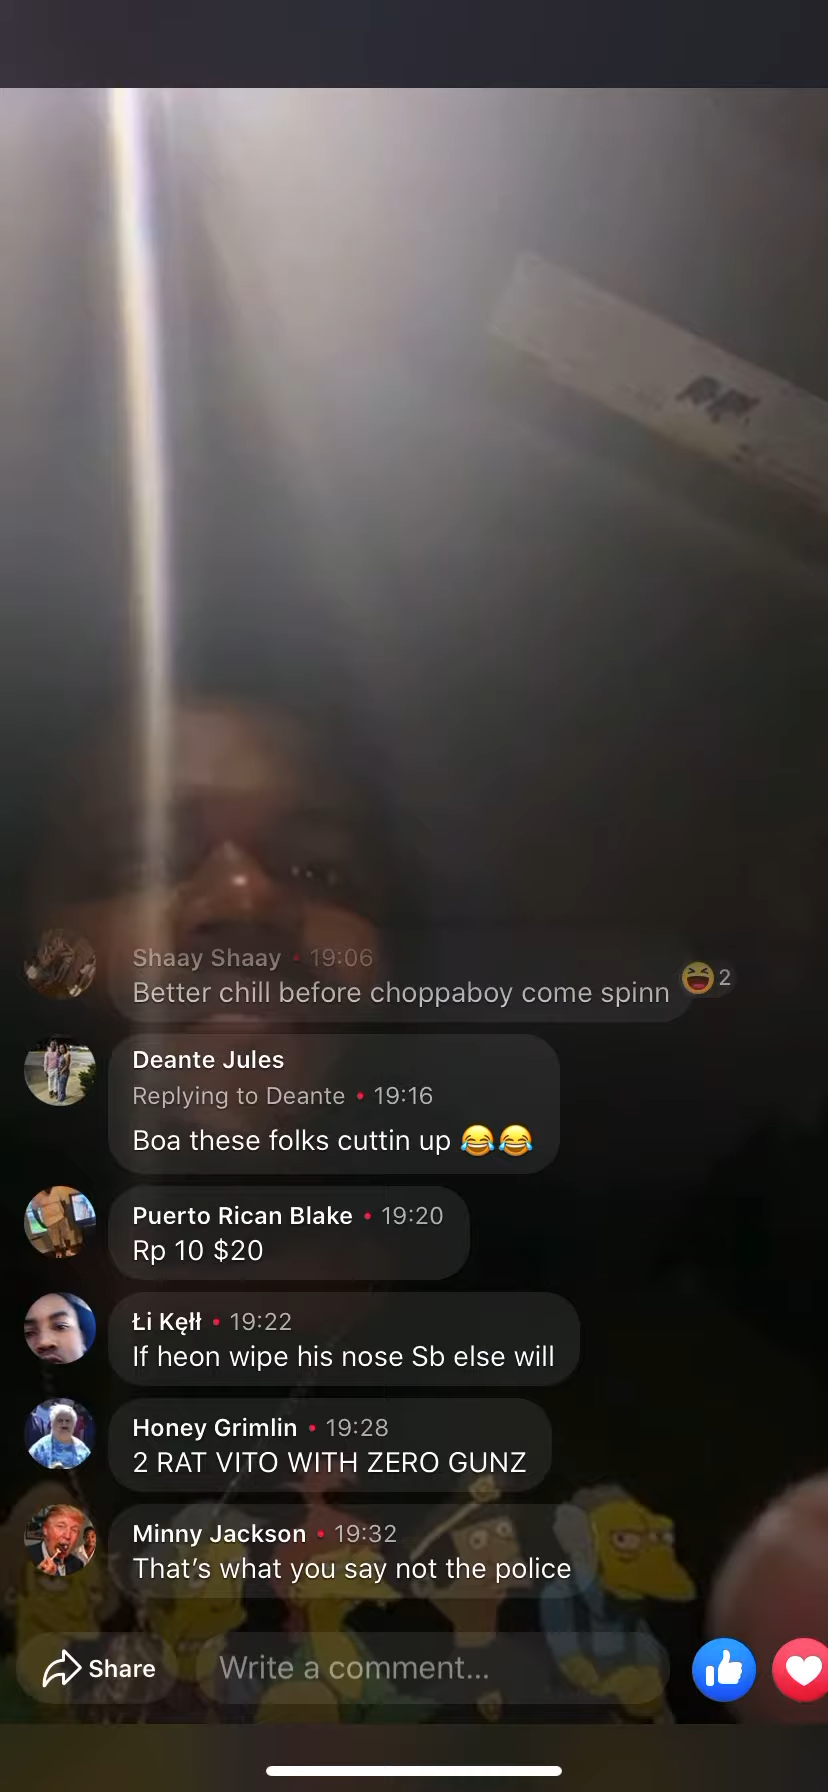 Shaay Shaay • 19:06
Better chill before choppaboy come spinn
😆 2
Deante Jules
Replying to Deante • 19:16
Boa these folks cuttin up 😂😂
Puerto Rican Blake • 19:20
Rp 10 $20
Łi Kęłł • 19:22
If heon wipe his nose Sb else will
Honey Grimlin • 19:28
2 RAT VITO WITH ZERO GUNZ
Minny Jackson • 19:32
That’s what you say not the police
Share
Write a comment...